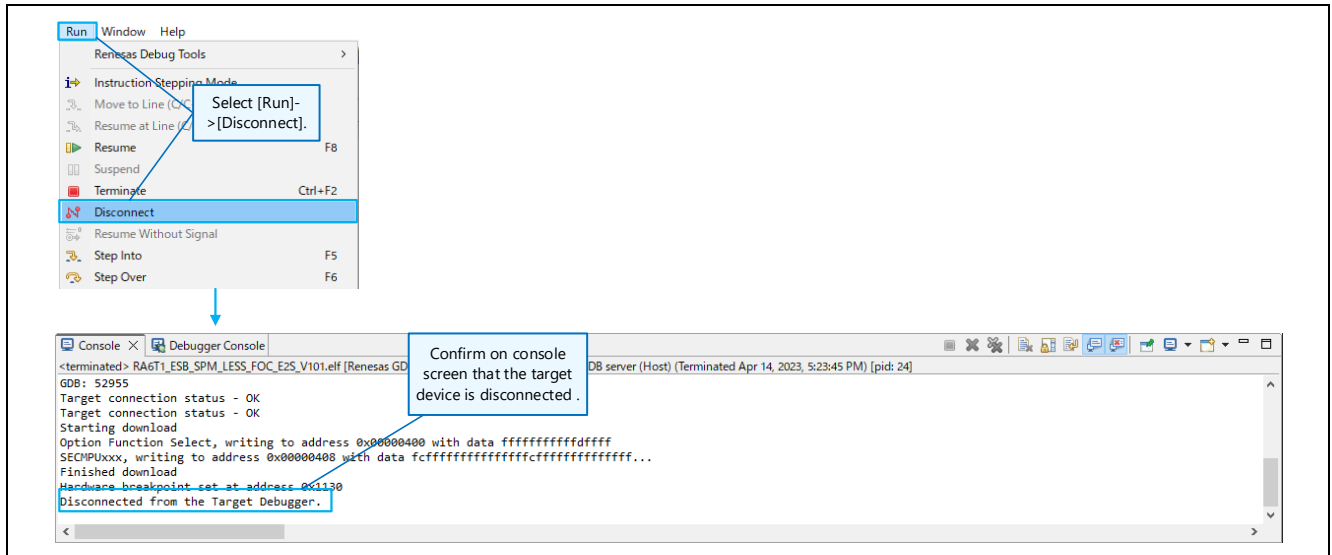 Run Window Help
Renesas Debug Tools >
Instruction Stepping Mode
Move to Line (C/C
Resume at Line (C/
Select [Run]-
>[Disconnect].
Resume F8
Suspend
Terminate Ctrl+F2
Disconnect
Resume Without Signal
Step Into F5
Step Over F6
Console Debugger Console
Confirm on console
screen that the target
device is disconnected .
<terminated> RA6T1_ESB_SPM_LESS_FOC_E2S_V101.elf [Renesas GD DB server (Host) (Terminated Apr 14, 2023, 5:23:45 PM) [pid: 24]
GDB: 52955
Target connection status - OK
Target connection status - OK
Starting download
Option Function Select, writing to address 0x00000400 with data fffffffffffdffff
SECMPUxxx, writing to address 0x00000408 with data fcfffffffffffffffcffffffffffffff...
Finished download
Hardware breakpoint set at address 0x1130
Disconnected from the Target Debugger.